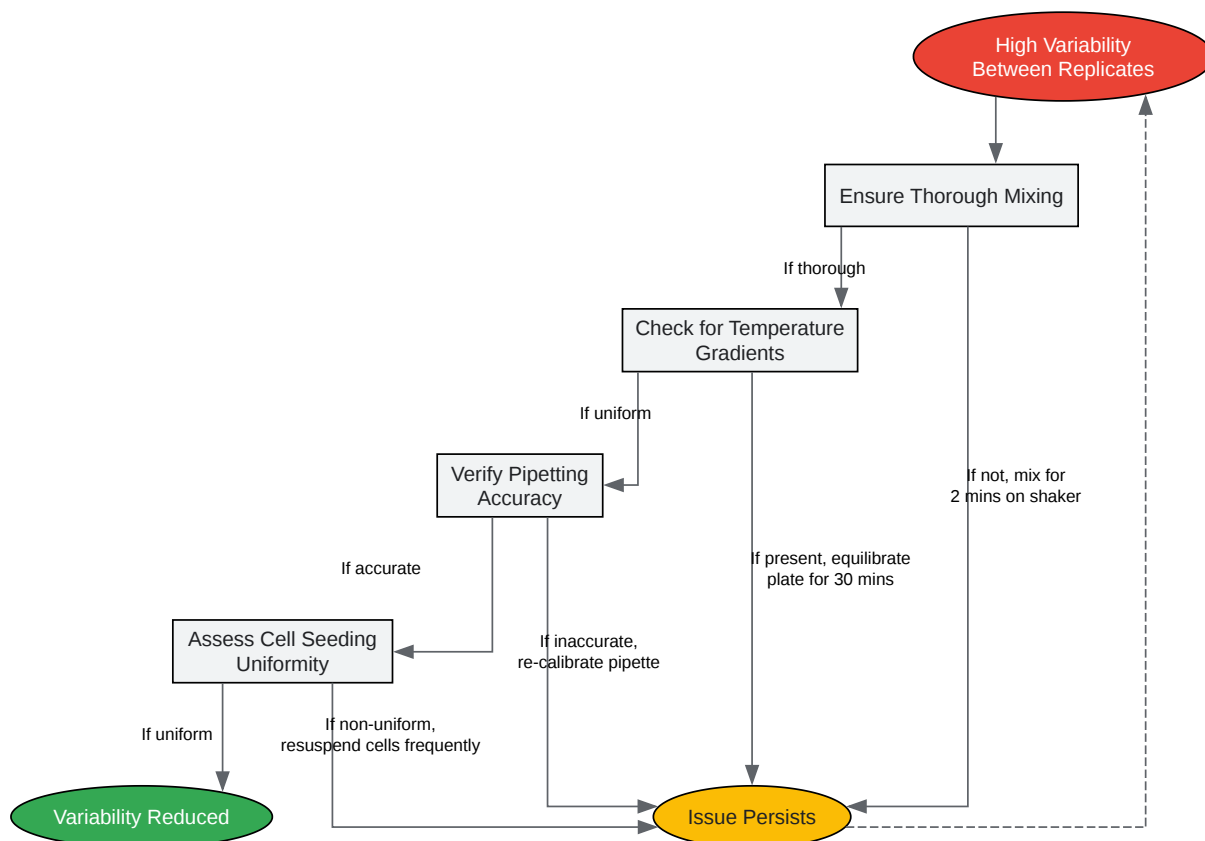 High Variability
Between Replicates
Ensure Thorough Mixing
If thorough
Check for Temperature
Gradients
If uniform
Verify Pipetting
Accuracy
If not, mix for
2 mins on shaker
If accurate
If present, equilibrate
plate for 30 mins
Assess Cell Seeding
Uniformity
If inaccurate,
re-calibrate pipette
If uniform
If non-uniform,
resuspend cells frequently
Variability Reduced
Issue Persists